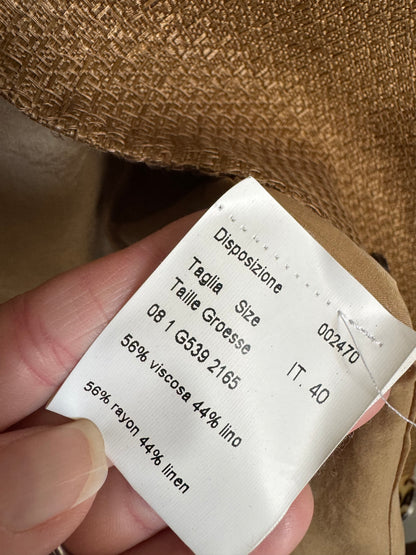 Disposizione 002470
Taglia Size
Taille Groesse IT. 40
08 1 G539 2165
56% viscosa 44% lino
56% rayon 44% linen